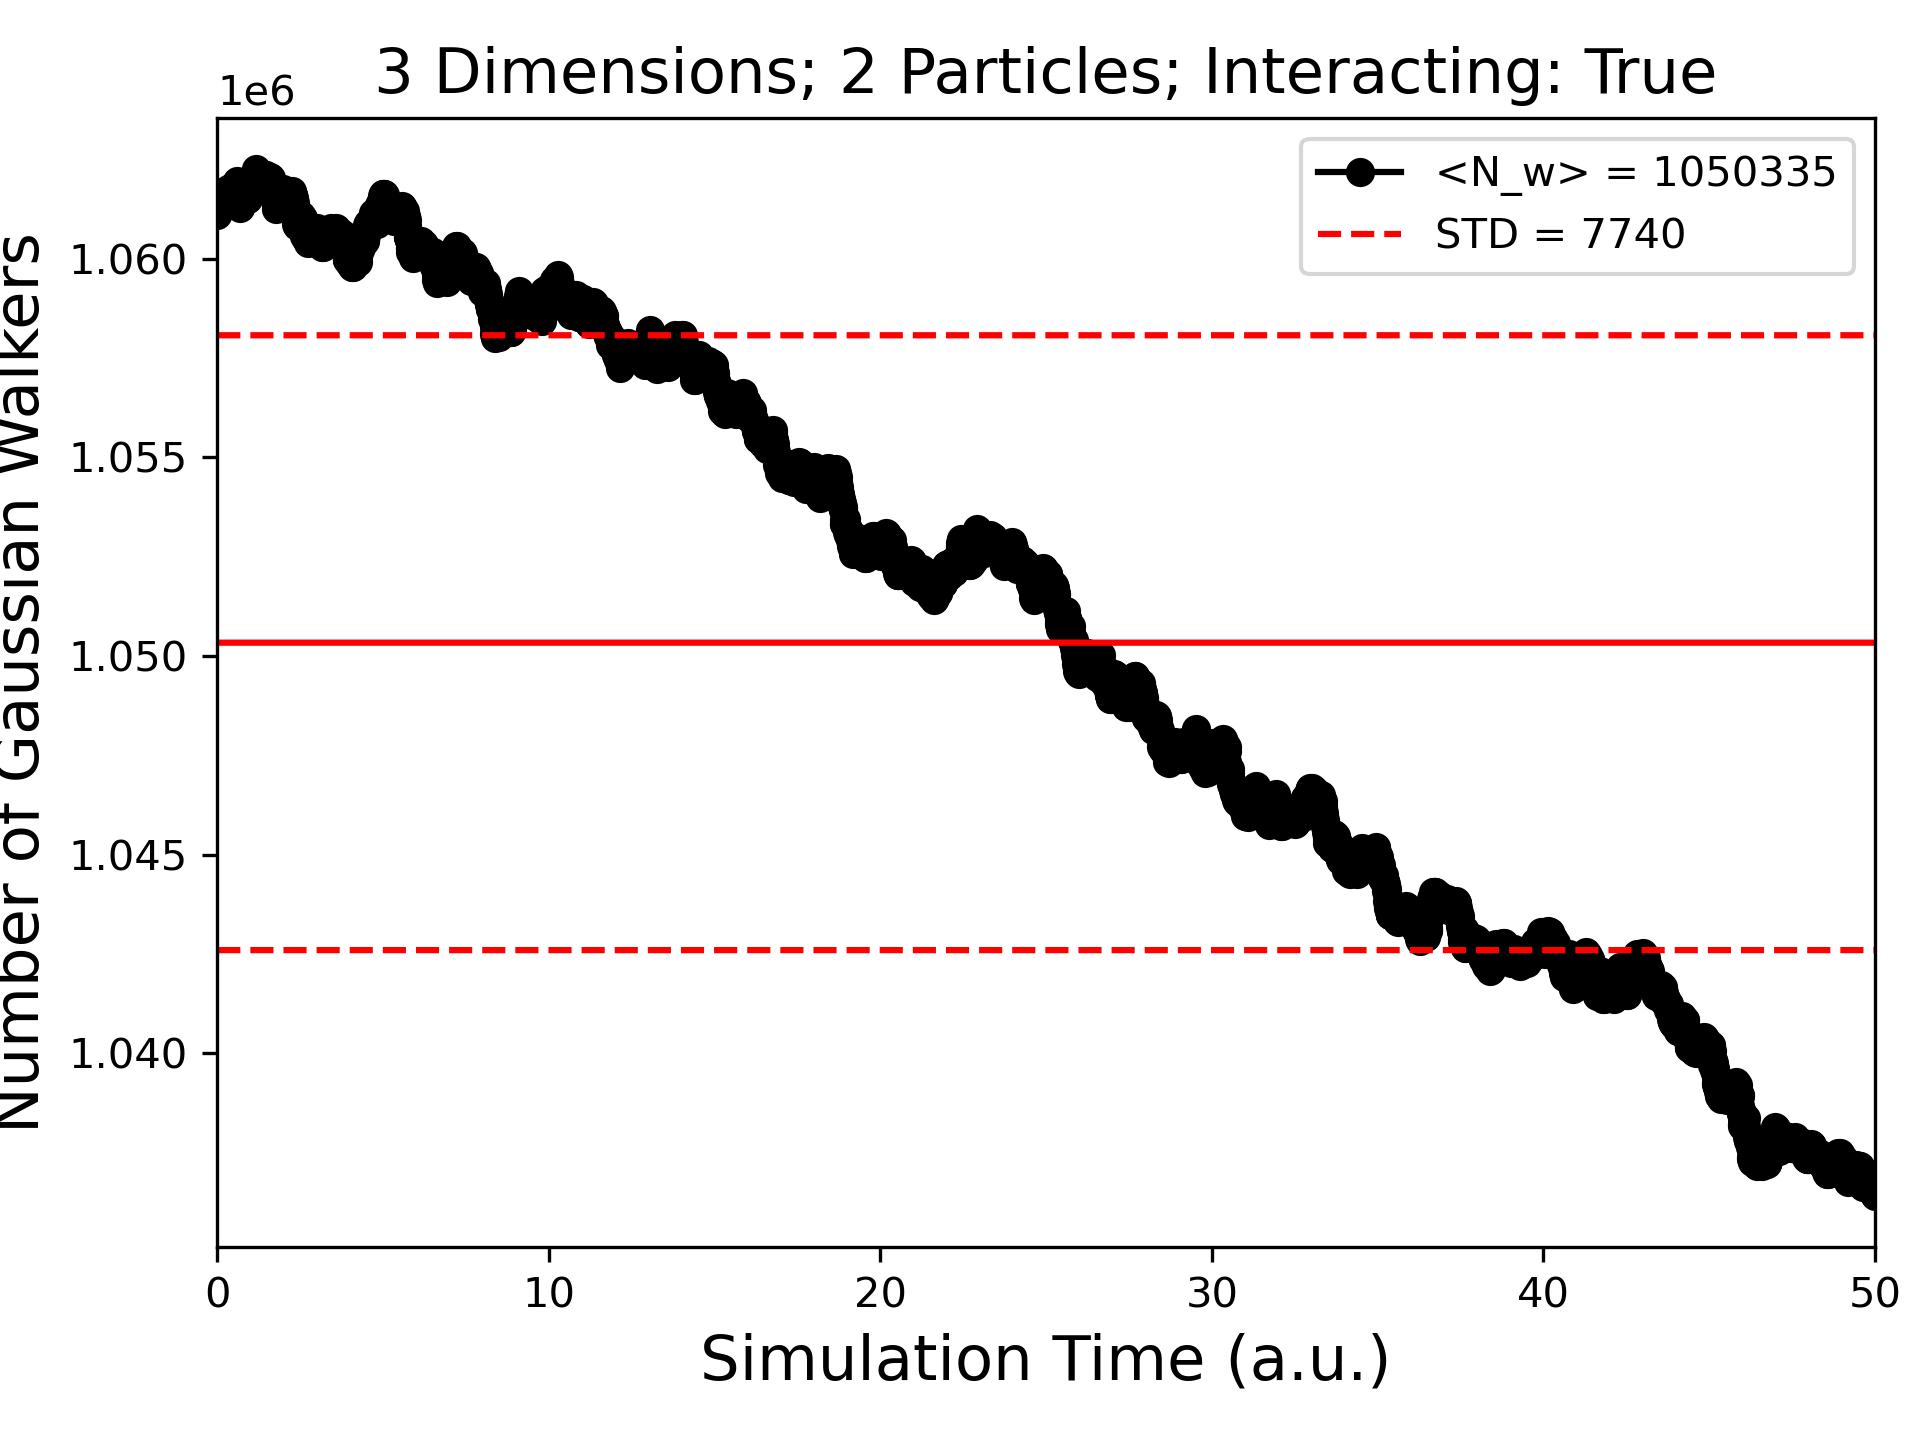 3 Dimensions; 2 Particles; Interacting: True
1e6
<N_w> = 1050335
STD = 7740
Number of Gaussian Walkers
1.060
1.055
1.050
1.045
1.040
0 10 20 30 40 50
Simulation Time (a.u.)